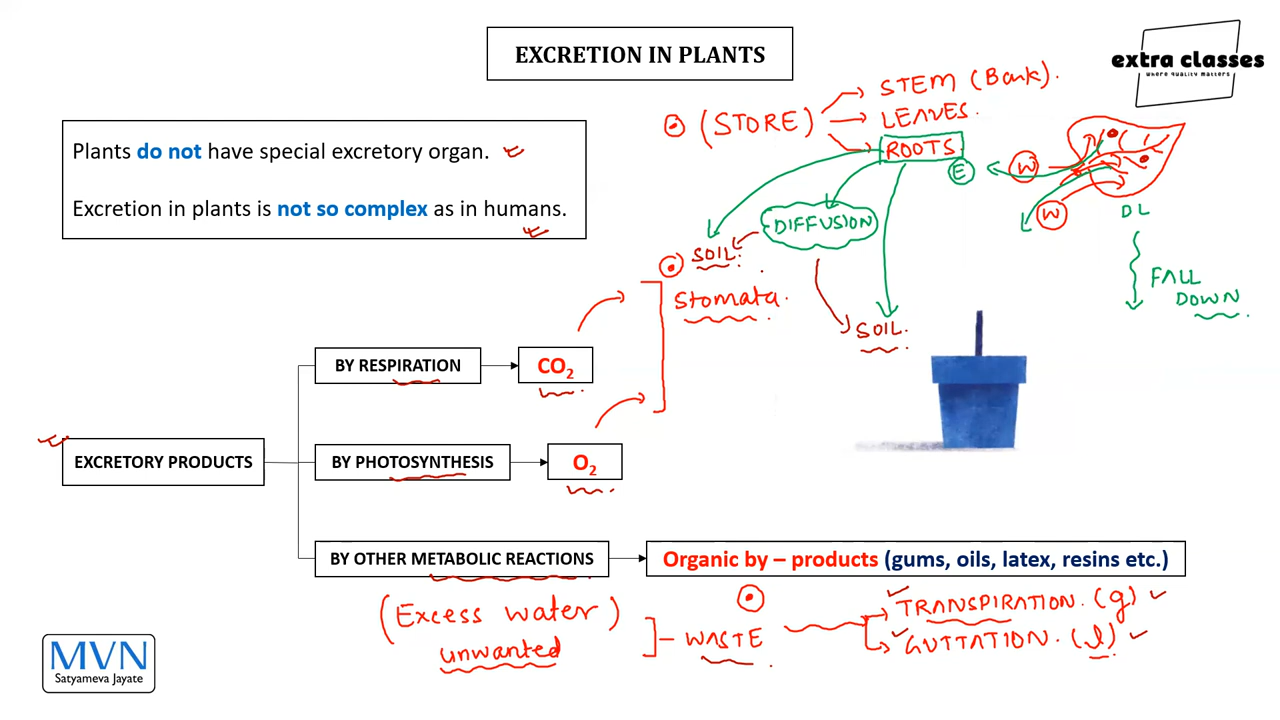 EXCRETION IN PLANTS
extra classes
where quality matters
Plants do not have special excretory organ.
Excretion in plants is not so complex as in humans.
(STORE)
STEM (Bark).
LEAVES.
ROOTS
E
W
W
DL
FALL
DOWN
DIFFUSION
SOIL.
SOIL.
Stomata.
BY RESPIRATION
CO₂
EXCRETORY PRODUCTS
BY PHOTOSYNTHESIS
O₂
BY OTHER METABOLIC REACTIONS
Organic by – products (gums, oils, latex, resins etc.)
(Excess water)
unwanted
WASTE
TRANSPIRATION. (g)
GUTTATION. (l)
MVN
Satyameva Jayate